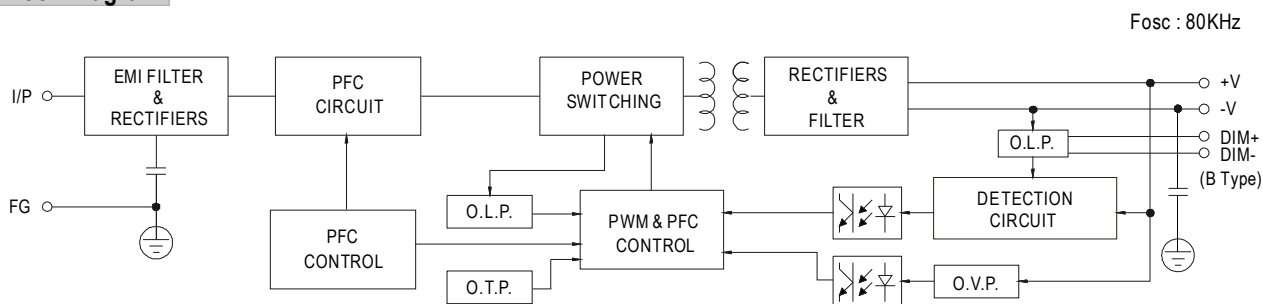 Fosc : 80KHz
I/P
EMI FILTER
&
RECTIFIERS
PFC
CIRCUIT
POWER
SWITCHING
RECTIFIERS
&
FILTER
+V
-V
DIM+
DIM-
(B Type)
O.L.P.
DETECTION
CIRCUIT
FG
O.L.P.
PFC
CONTROL
PWM & PFC
CONTROL
O.T.P.
O.V.P.